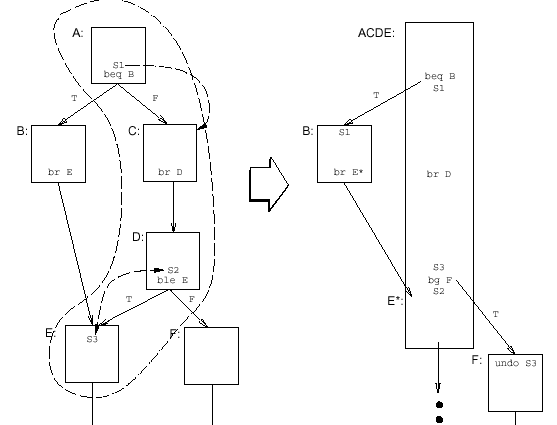 A:
S1
beq B
T
F
B:
br E
C:
br D
D:
S2
ble E
T
F
E:
S3
F:
ACDE:
beq B
S1
T
B:
S1
br E*
br D
S3
bg F
S2
E*:
T
F:
undo S3